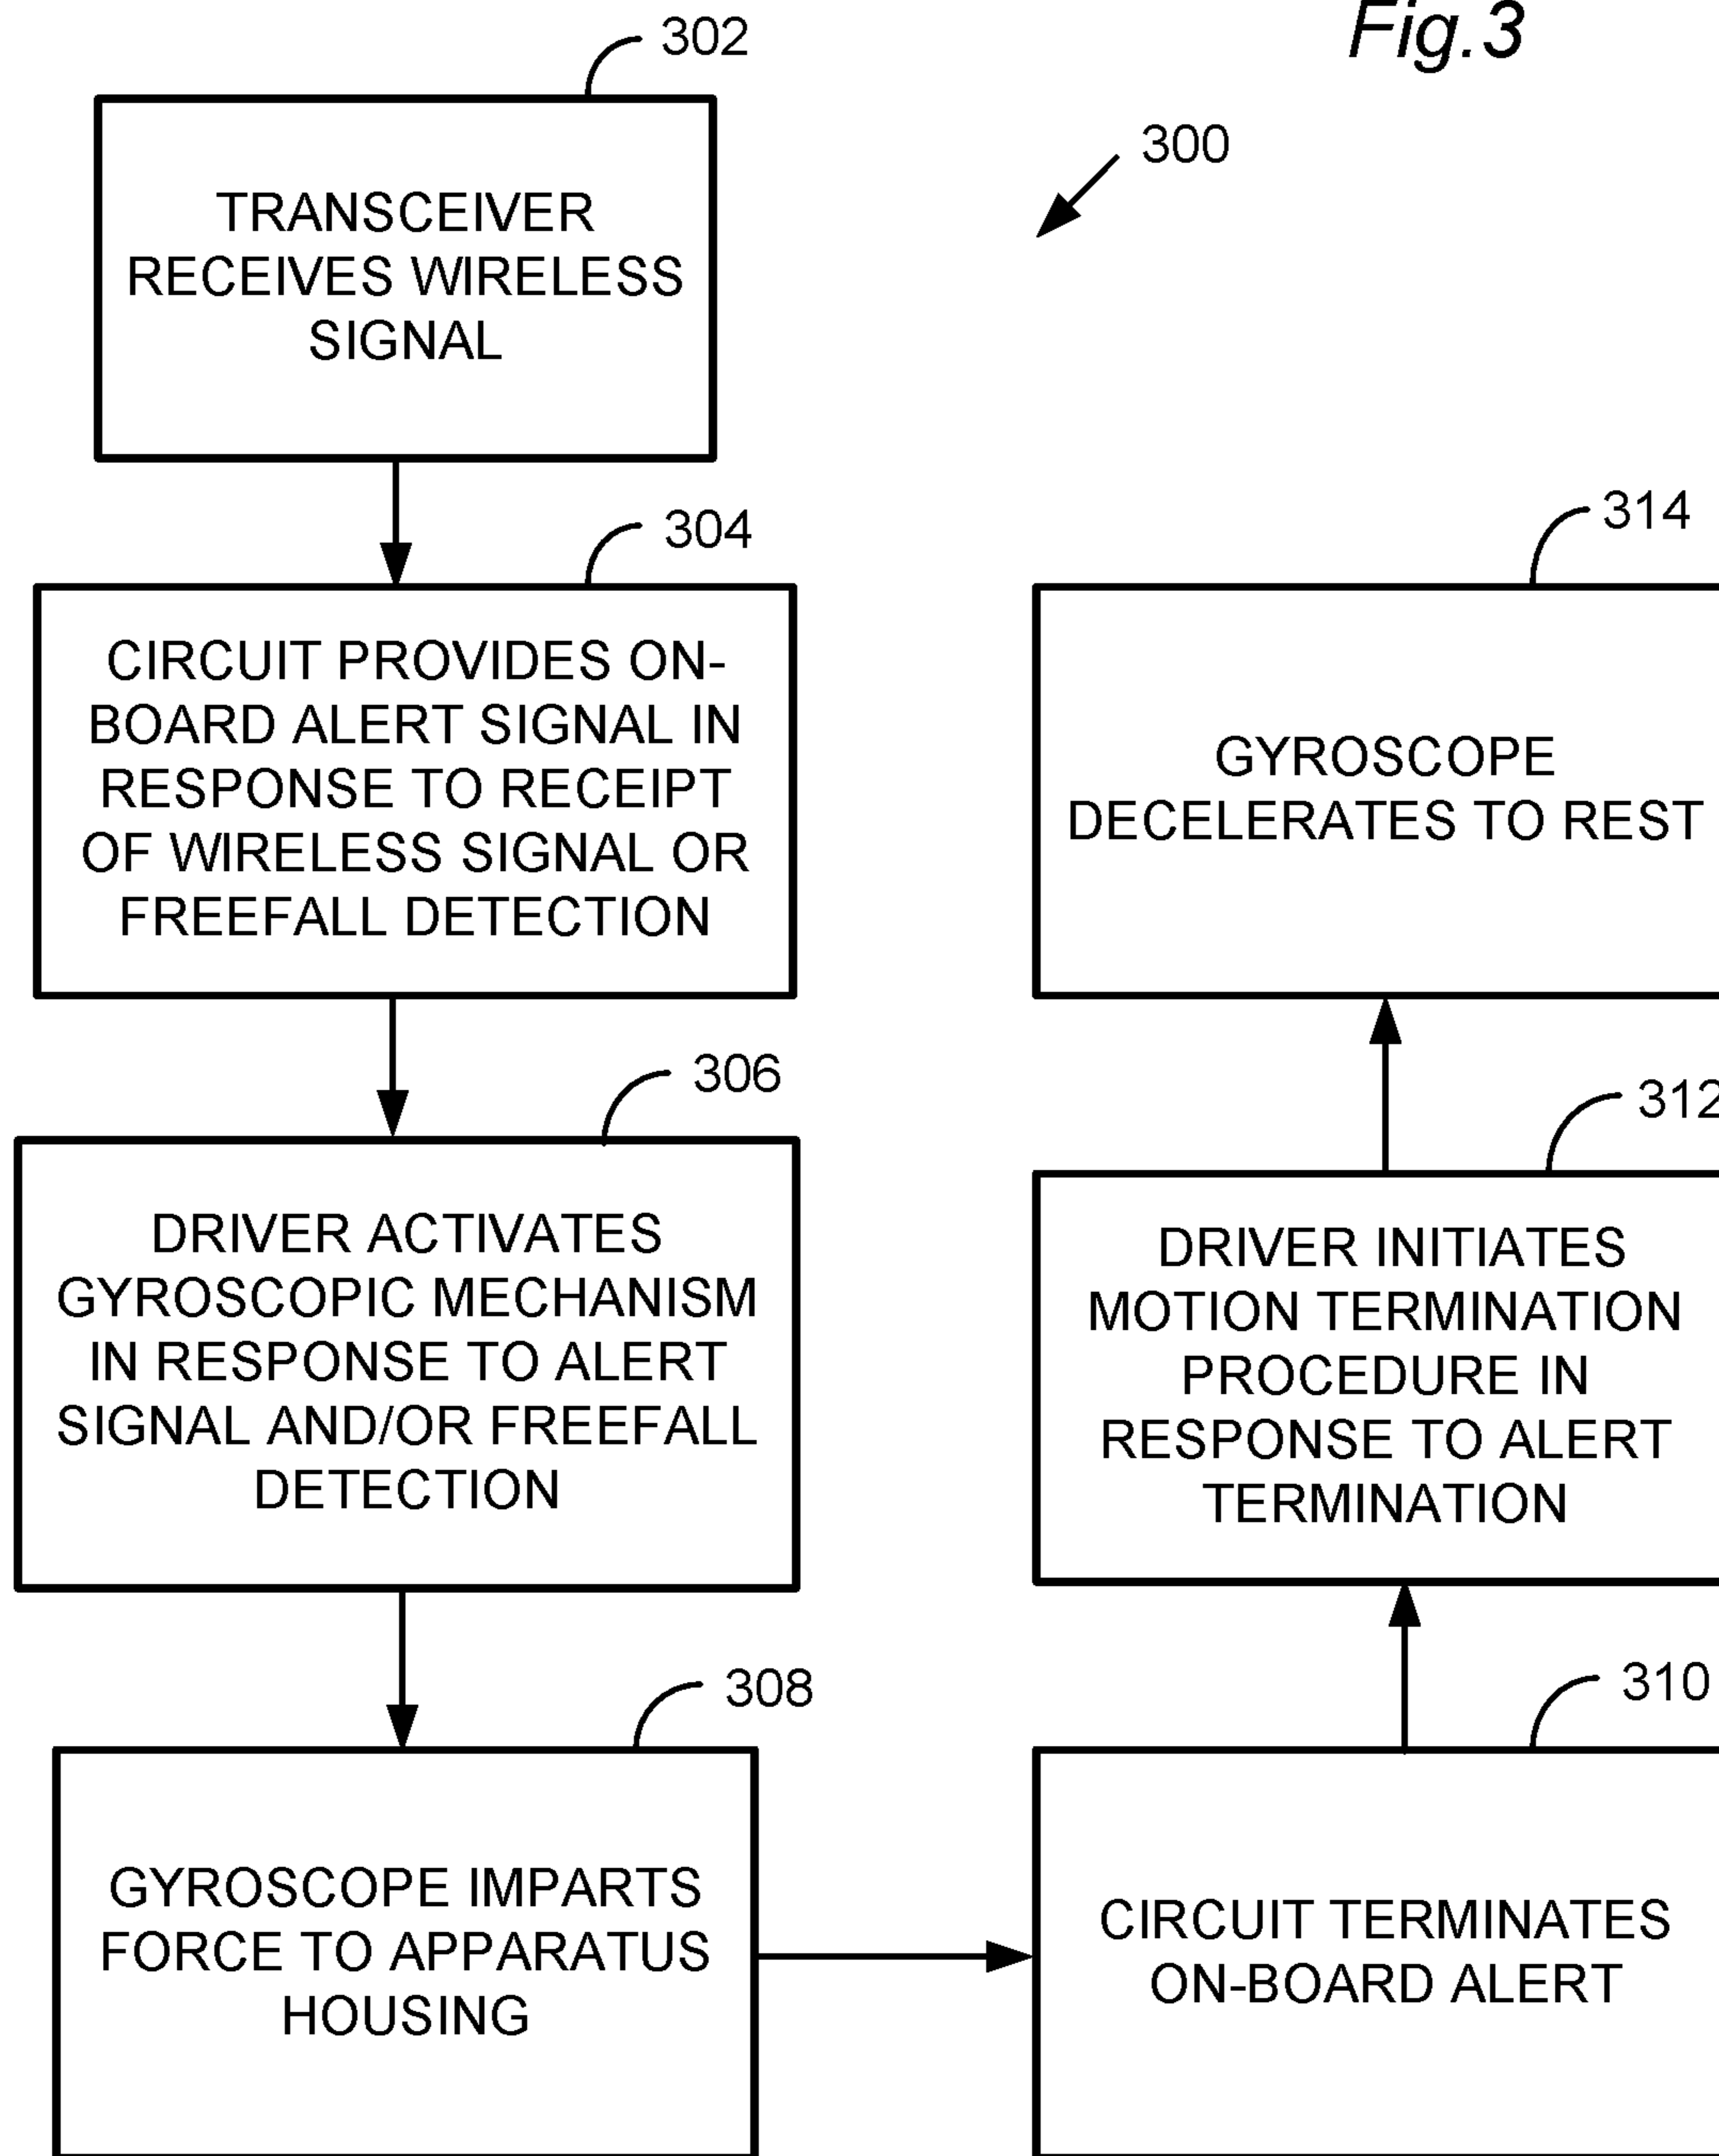 Fig.3
300
302
TRANSCEIVER
RECEIVES WIRELESS
SIGNAL
304
CIRCUIT PROVIDES ON-
BOARD ALERT SIGNAL IN
RESPONSE TO RECEIPT
OF WIRELESS SIGNAL OR
FREEFALL DETECTION
306
DRIVER ACTIVATES
GYROSCOPIC MECHANISM
IN RESPONSE TO ALERT
SIGNAL AND/OR FREEFALL
DETECTION
308
GYROSCOPE IMPARTS
FORCE TO APPARATUS
HOUSING
310
CIRCUIT TERMINATES
ON-BOARD ALERT
312
DRIVER INITIATES
MOTION TERMINATION
PROCEDURE IN
RESPONSE TO ALERT
TERMINATION
314
GYROSCOPE
DECELERATES TO REST